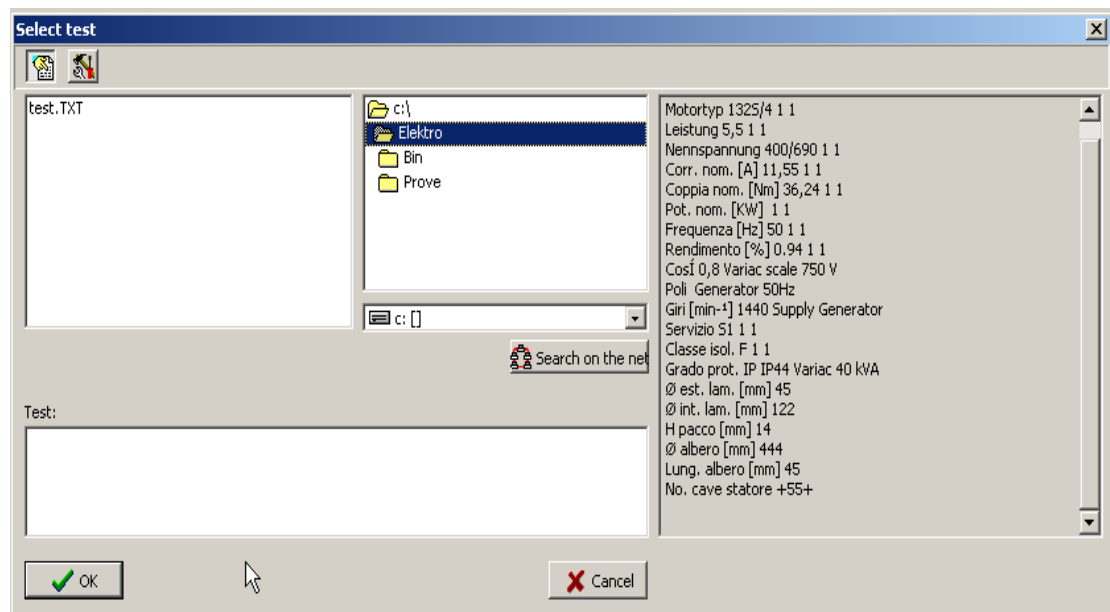 Select test
test.TXT
c:\
Elektro
Bin
Prove
c: []
Search on the net
Test:
OK
Cancel
Motortyp 132S/4 1 1
Leistung 5,5 1 1
Nennspannung 400/690 1 1
Corr. nom. [A] 11,55 1 1
Coppia nom. [Nm] 36,24 1 1
Pot. nom. [KW]  1 1
Frequenza [Hz] 50 1 1
Rendimento [%] 0.94 1 1
CosÍ 0,8 Variac scale 750 V
Poli  Generator 50Hz
Giri [min-¹] 1440 Supply Generator
Servizio S1 1 1
Classe isol. F 1 1
Grado prot. IP IP44 Variac 40 kVA
Ø est. lam. [mm] 45
Ø int. lam. [mm] 122
H pacco [mm] 14
Ø albero [mm] 444
Lung. albero [mm] 45
No. cave statore +55+